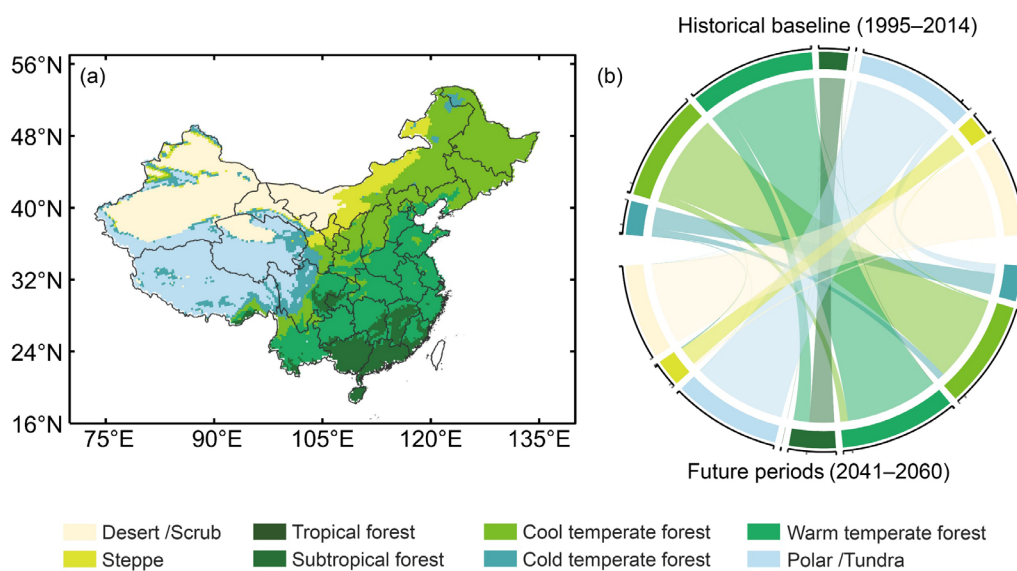 Historical baseline (1995–2014)
56°N
(a)
(b)
48°N
40°N
32°N
24°N
16°N
75°E
90°E
105°E
120°E
135°E
Future periods (2041–2060)
Desert /Scrub
Tropical forest
Cool temperate forest
Warm temperate forest
Steppe
Subtropical forest
Cold temperate forest
Polar /Tundra